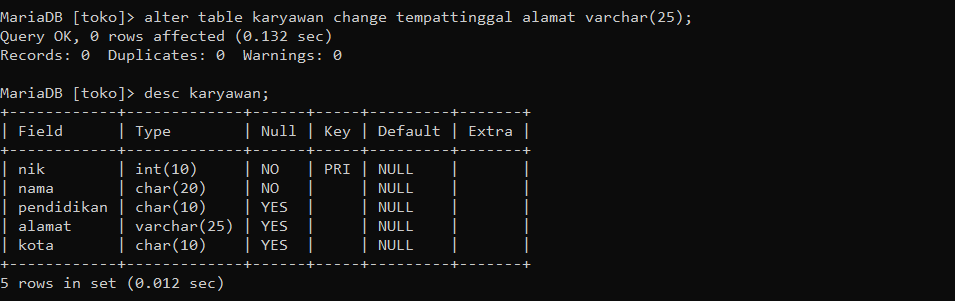 MariaDB [toko]> alter table karyawan change tempattinggal alamat varchar(25);
Query OK, 0 rows affected (0.132 sec)
Records: 0  Duplicates: 0  Warnings: 0

MariaDB [toko]> desc karyawan;
+------------+-------------+------+-----+---------+-------+
| Field      | Type        | Null | Key | Default | Extra |
+------------+-------------+------+-----+---------+-------+
| nik        | int(10)     | NO   | PRI | NULL    |       |
| nama       | char(20)    | NO   |     | NULL    |       |
| pendidikan | char(10)    | YES  |     | NULL    |       |
| alamat     | varchar(25) | YES  |     | NULL    |       |
| kota       | char(10)    | YES  |     | NULL    |       |
+------------+-------------+------+-----+---------+-------+
5 rows in set (0.012 sec)